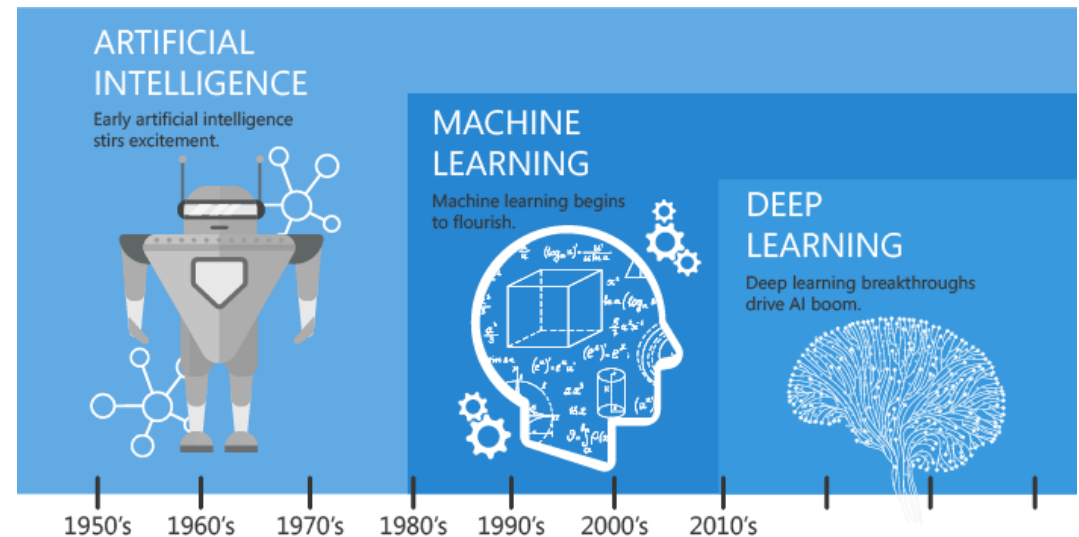 ARTIFICIAL
INTELLIGENCE
Early artificial intelligence
stirs excitement.
MACHINE
LEARNING
Machine learning begins
to flourish.
DEEP
LEARNING
Deep learning breakthroughs
drive AI boom.
1950's 1960's 1970's 1980's 1990's 2000's 2010's